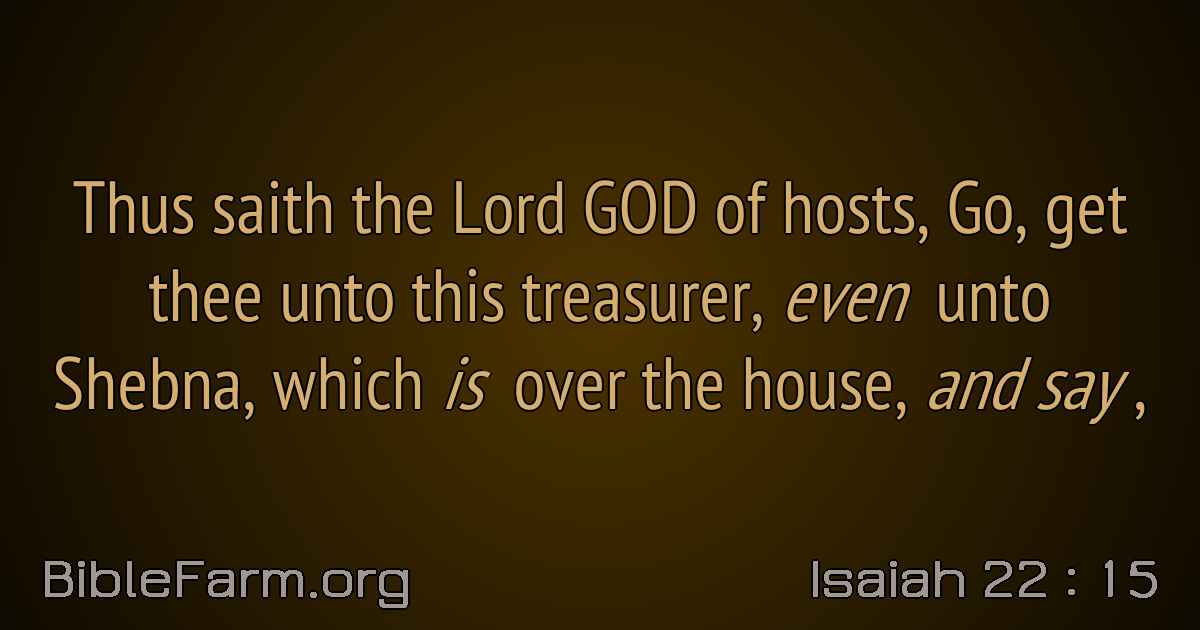 Thus saith the Lord GOD of hosts, Go, get
thee unto this treasurer, even unto
Shebna, which is over the house, and say ,
BibleFarm.org
Isaiah 22 : 15